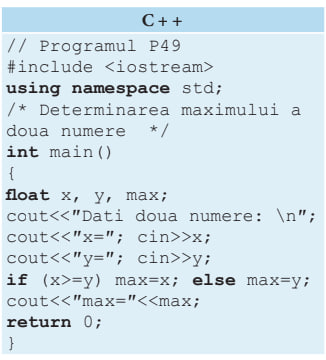 C++
// Programul P49
#include <iostream>
using namespace std;
/* Determinarea maximului a
doua numere  */
int main()
{
float x, y, max;
cout<<"Dati doua numere: \n";
cout<<"x="; cin>>x;
cout<<"y="; cin>>y;
if (x>=y) max=x; else max=y;
cout<<"max="<<max;
return 0;
}